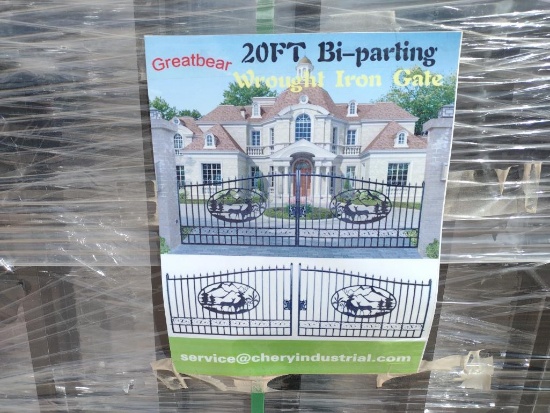 Greatbear
20FT Bi-parting
Wrought Iron Gate
service@cheryindustrial.com